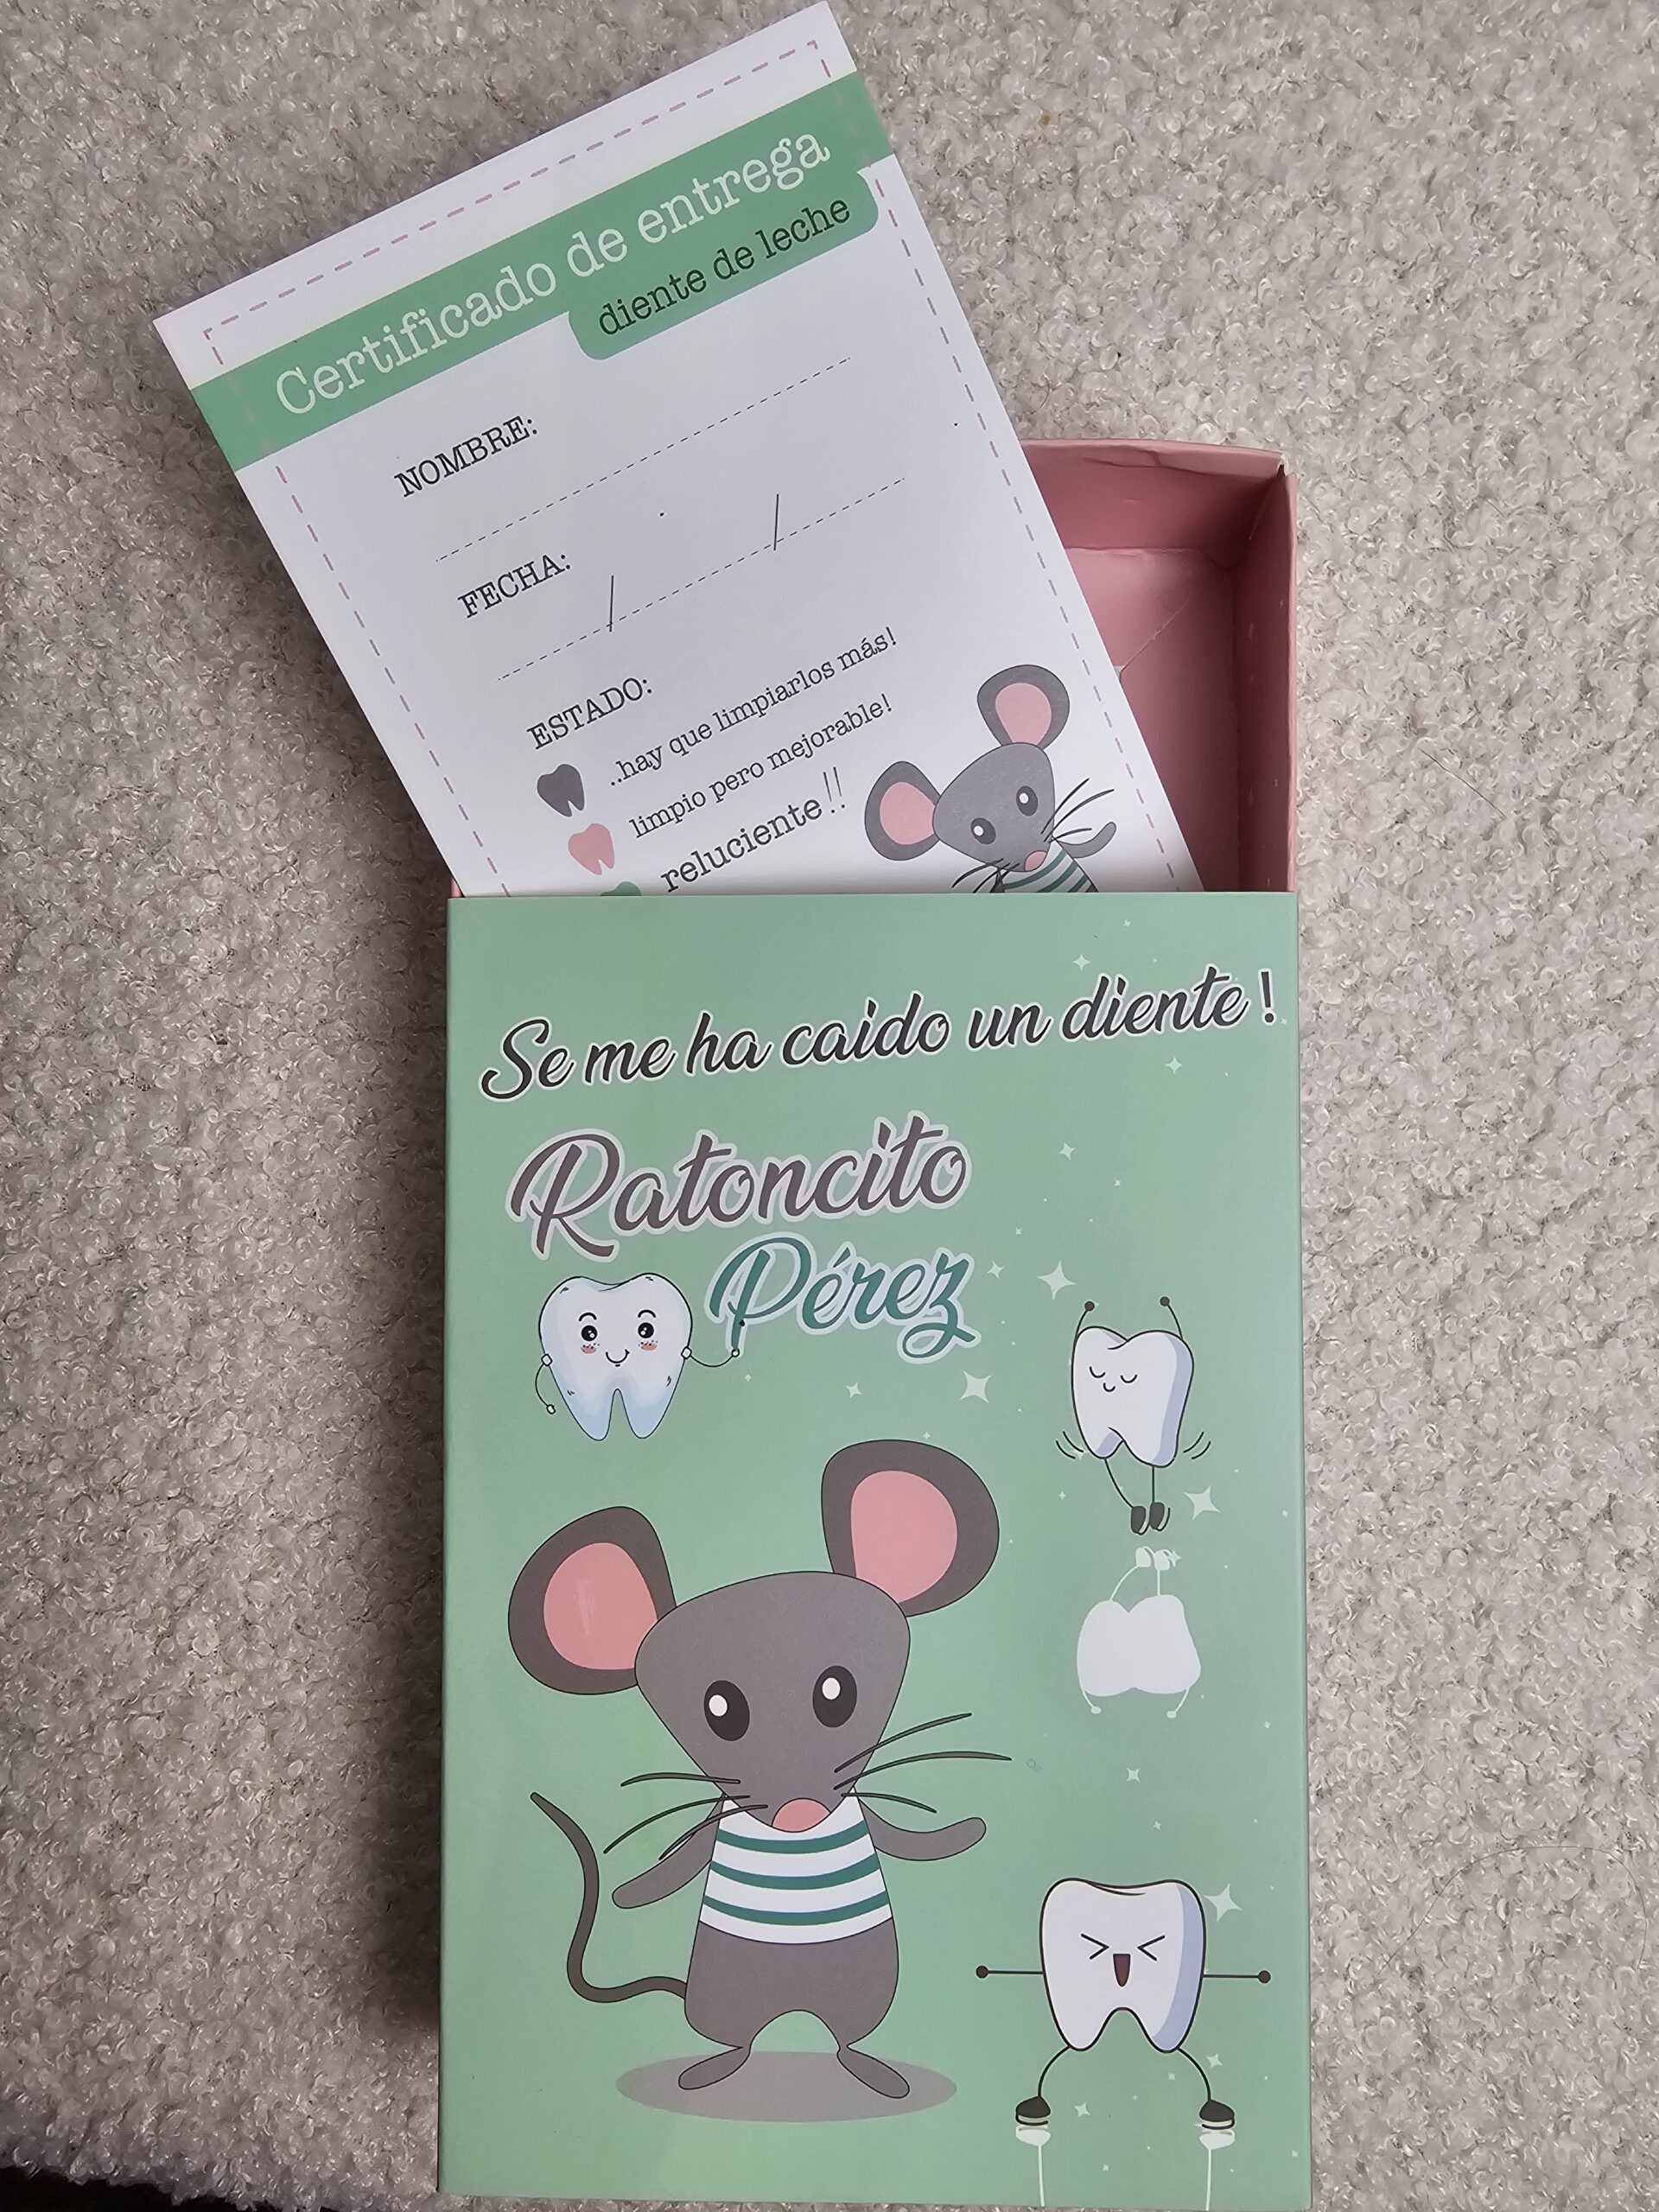 Certificado de entrega
diente de leche
NOMBRE:
FECHA:
/ /
ESTADO:
..hay que limpiarlos más!
limpio pero mejorable!
reluciente!!
Se me ha caido un diente!
Ratoncito
Pérez